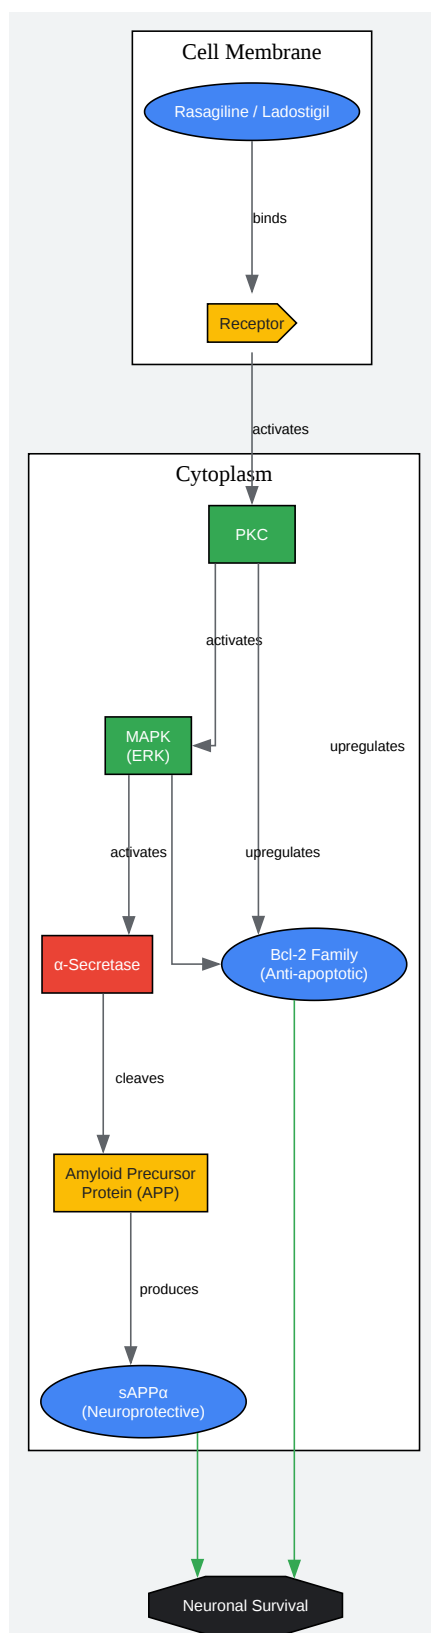 Cell Membrane
Rasagiline / Ladostigil
binds
Receptor
activates
Cytoplasm
PKC
activates
MAPK
(ERK)
upregulates
activates
upregulates
α-Secretase
Bcl-2 Family
(Anti-apoptotic)
cleaves
Amyloid Precursor
Protein (APP)
produces
sAPPα
(Neuroprotective)
Neuronal Survival